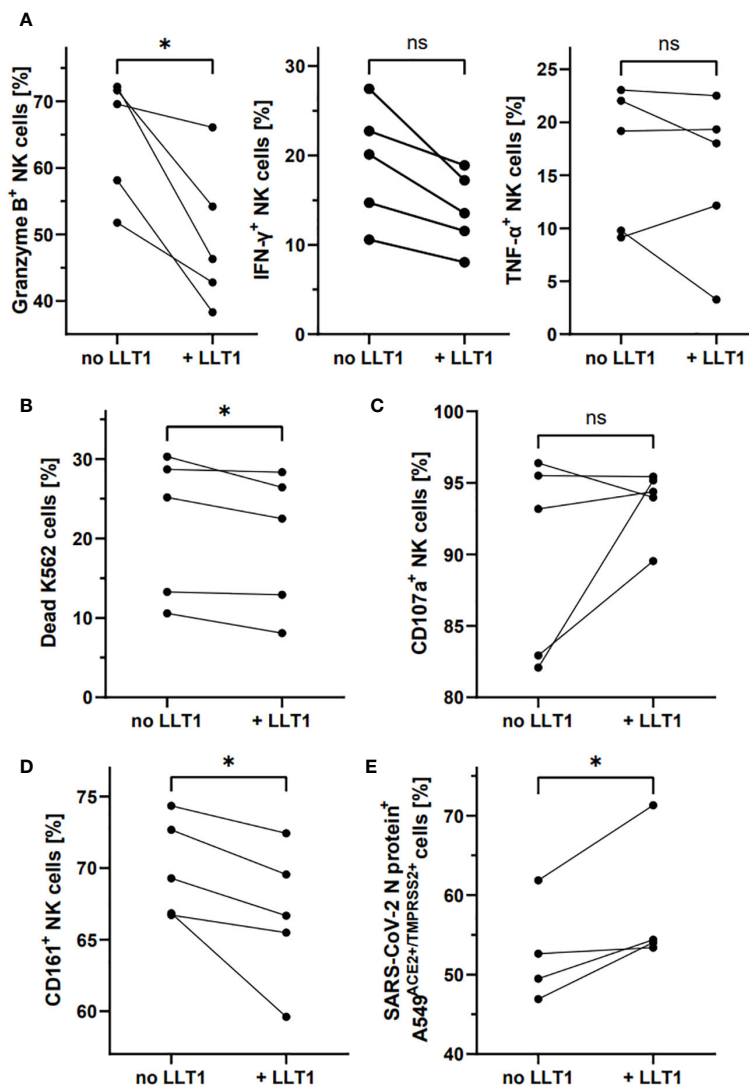 A
Granzyme B+ NK cells [%]
*
70
60
50
40
no LLT1 + LLT1
IFN-γ+ NK cells [%]
ns
30
20
10
0
no LLT1 + LLT1
TNF-α+ NK cells [%]
ns
25
20
15
10
5
0
no LLT1 + LLT1
B
Dead K562 cells [%]
*
30
20
10
0
no LLT1 + LLT1
C
CD107a+ NK cells [%]
ns
100
95
90
85
80
no LLT1 + LLT1
D
CD161+ NK cells [%]
*
75
70
65
60
no LLT1 + LLT1
E
SARS-CoV-2 N protein+
A549ACE2+/TMPRSS2+ cells [%]
*
70
60
50
40
no LLT1 + LLT1